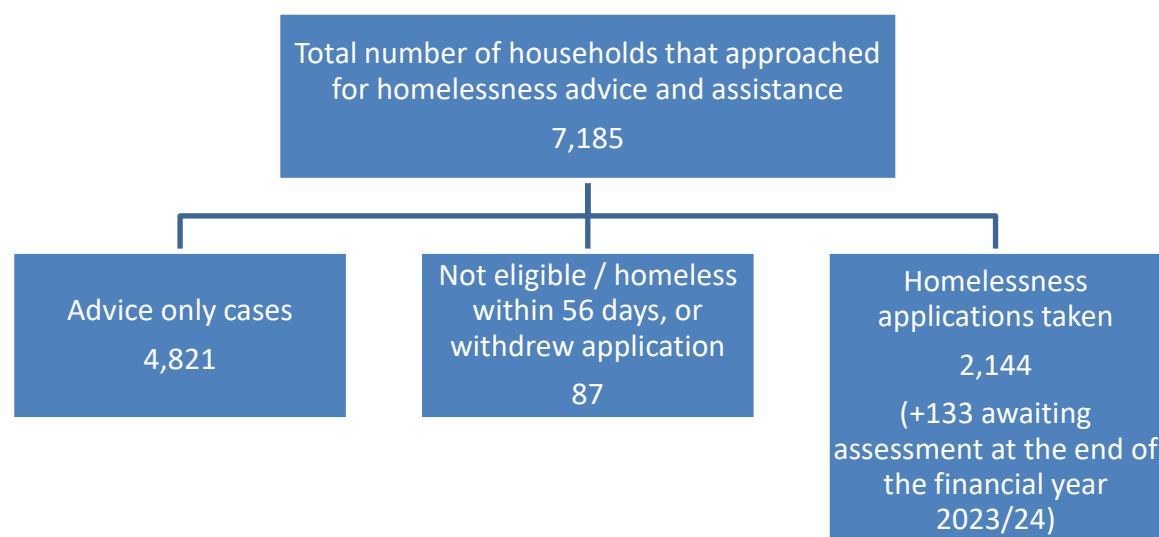 Total number of households that approached
for homelessness advice and assistance
7,185
Advice only cases
4,821
Not eligible / homeless
within 56 days, or
withdrew application
87
Homelessness
applications taken
2,144
(+133 awaiting
assessment at the end of
the financial year
2023/24)